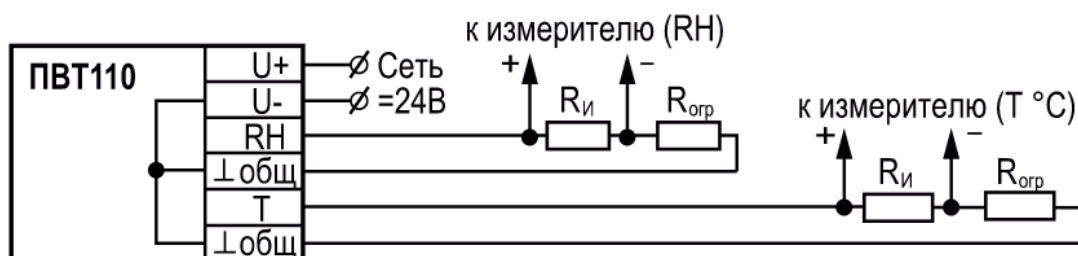 к измерителю (RH)
+ −
ПВТ110
U+ Сеть
U- =24В
RH
⊥общ
T
⊥общ
Rи Rогр
к измерителю (T °C)
+ −
Rи Rогр